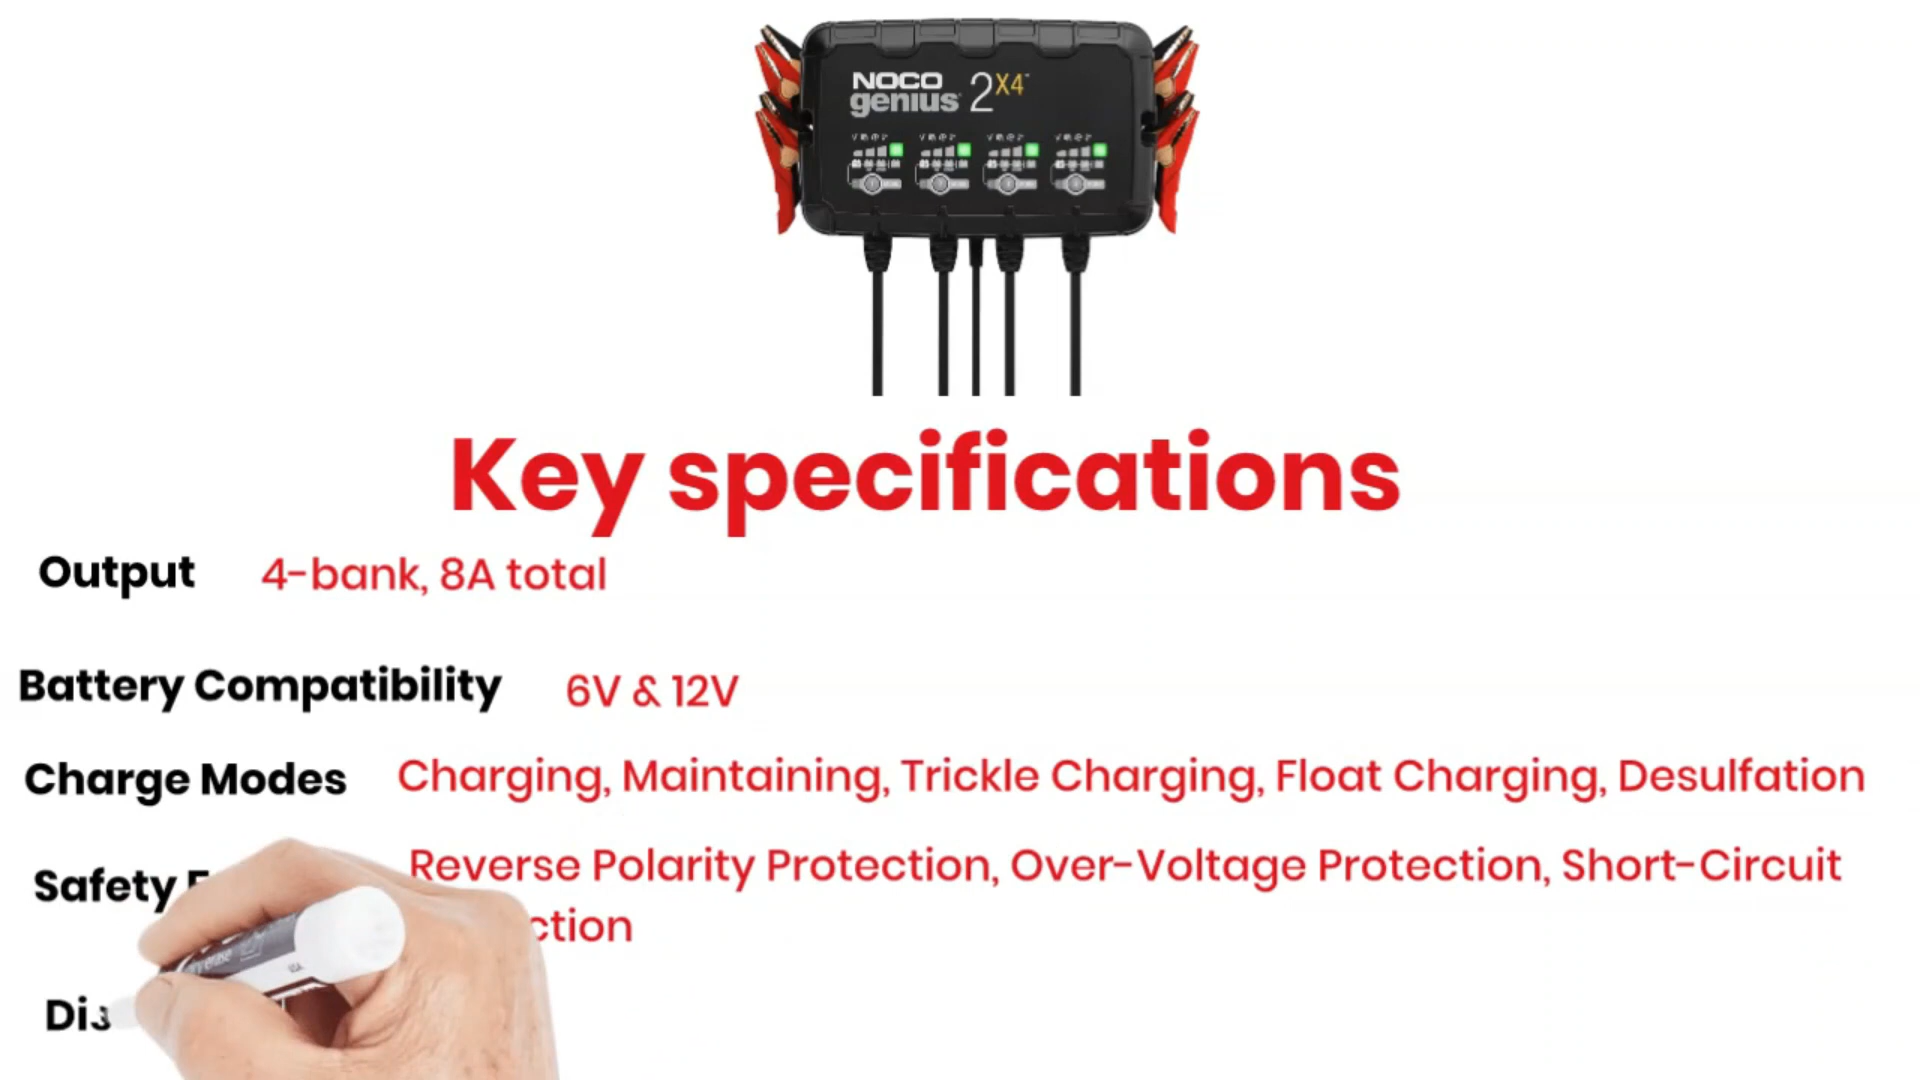 NOCO
genius 2X4
Key specifications
Output 4-bank, 8A total
Battery Compatibility 6V & 12V
Charge Modes Charging, Maintaining, Trickle Charging, Float Charging, Desulfation
Safety Reverse Polarity Protection, Over-Voltage Protection, Short-Circuit
ction
Dis